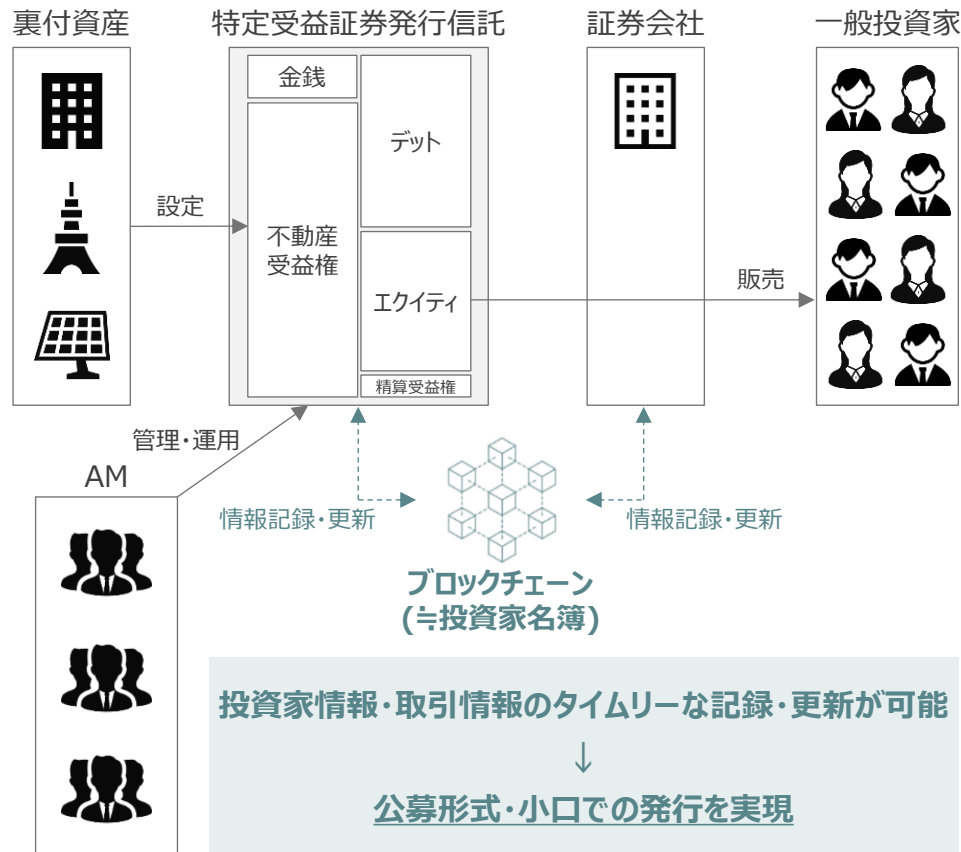 裏付資産
特定受益証券発行信託
証券会社
一般投資家
金銭
デット
設定
不動産
受益権
エクイティ
販売
精算受益権
管理・運用
AM
情報記録・更新
情報記録・更新
ブロックチェーン
(≒投資家名簿)
投資家情報・取引情報のタイムリーな記録・更新が可能
↓
公募形式・小口での発行を実現